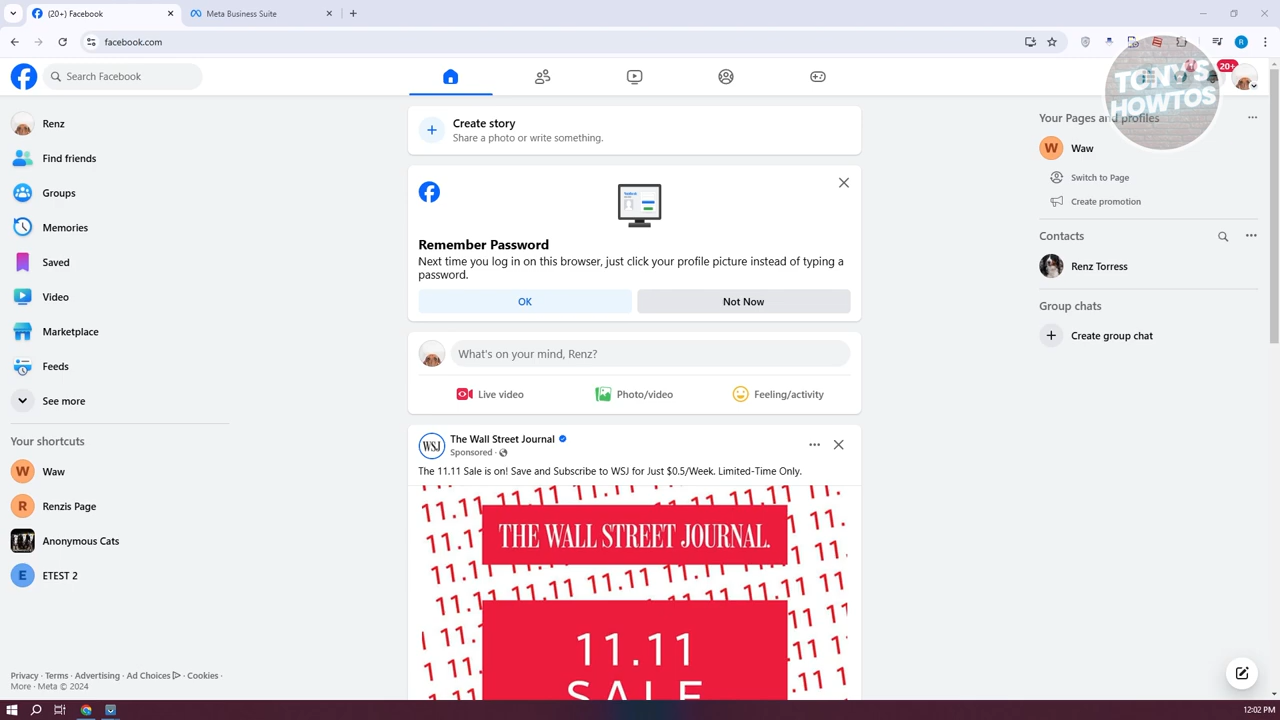 (20+) Facebook
Meta Business Suite
facebook.com
R
Search Facebook
20+
TONY'S
HOWTOS
Renz
Find friends
Groups
Memories
Saved
Video
Marketplace
Feeds
See more
Your shortcuts
W Waw
R Renzis Page
Anonymous Cats
E ETEST 2
Privacy · Terms · Advertising · Ad Choices · Cookies ·
More · Meta © 2024
Create story
Share a photo or write something.
Remember Password
Next time you log in on this browser, just click your profile picture instead of typing a
password.
OK
Not Now
What's on your mind, Renz?
Live video
Photo/video
Feeling/activity
WSJ
The Wall Street Journal
Sponsored ·
The 11.11 Sale is on! Save and Subscribe to WSJ for Just $0.5/Week. Limited-Time Only.
THE WALL STREET JOURNAL.
11.11
SALE
Your Pages and profiles
W Waw
Switch to Page
Create promotion
Contacts
Renz Torress
Group chats
Create group chat
12:02 PM